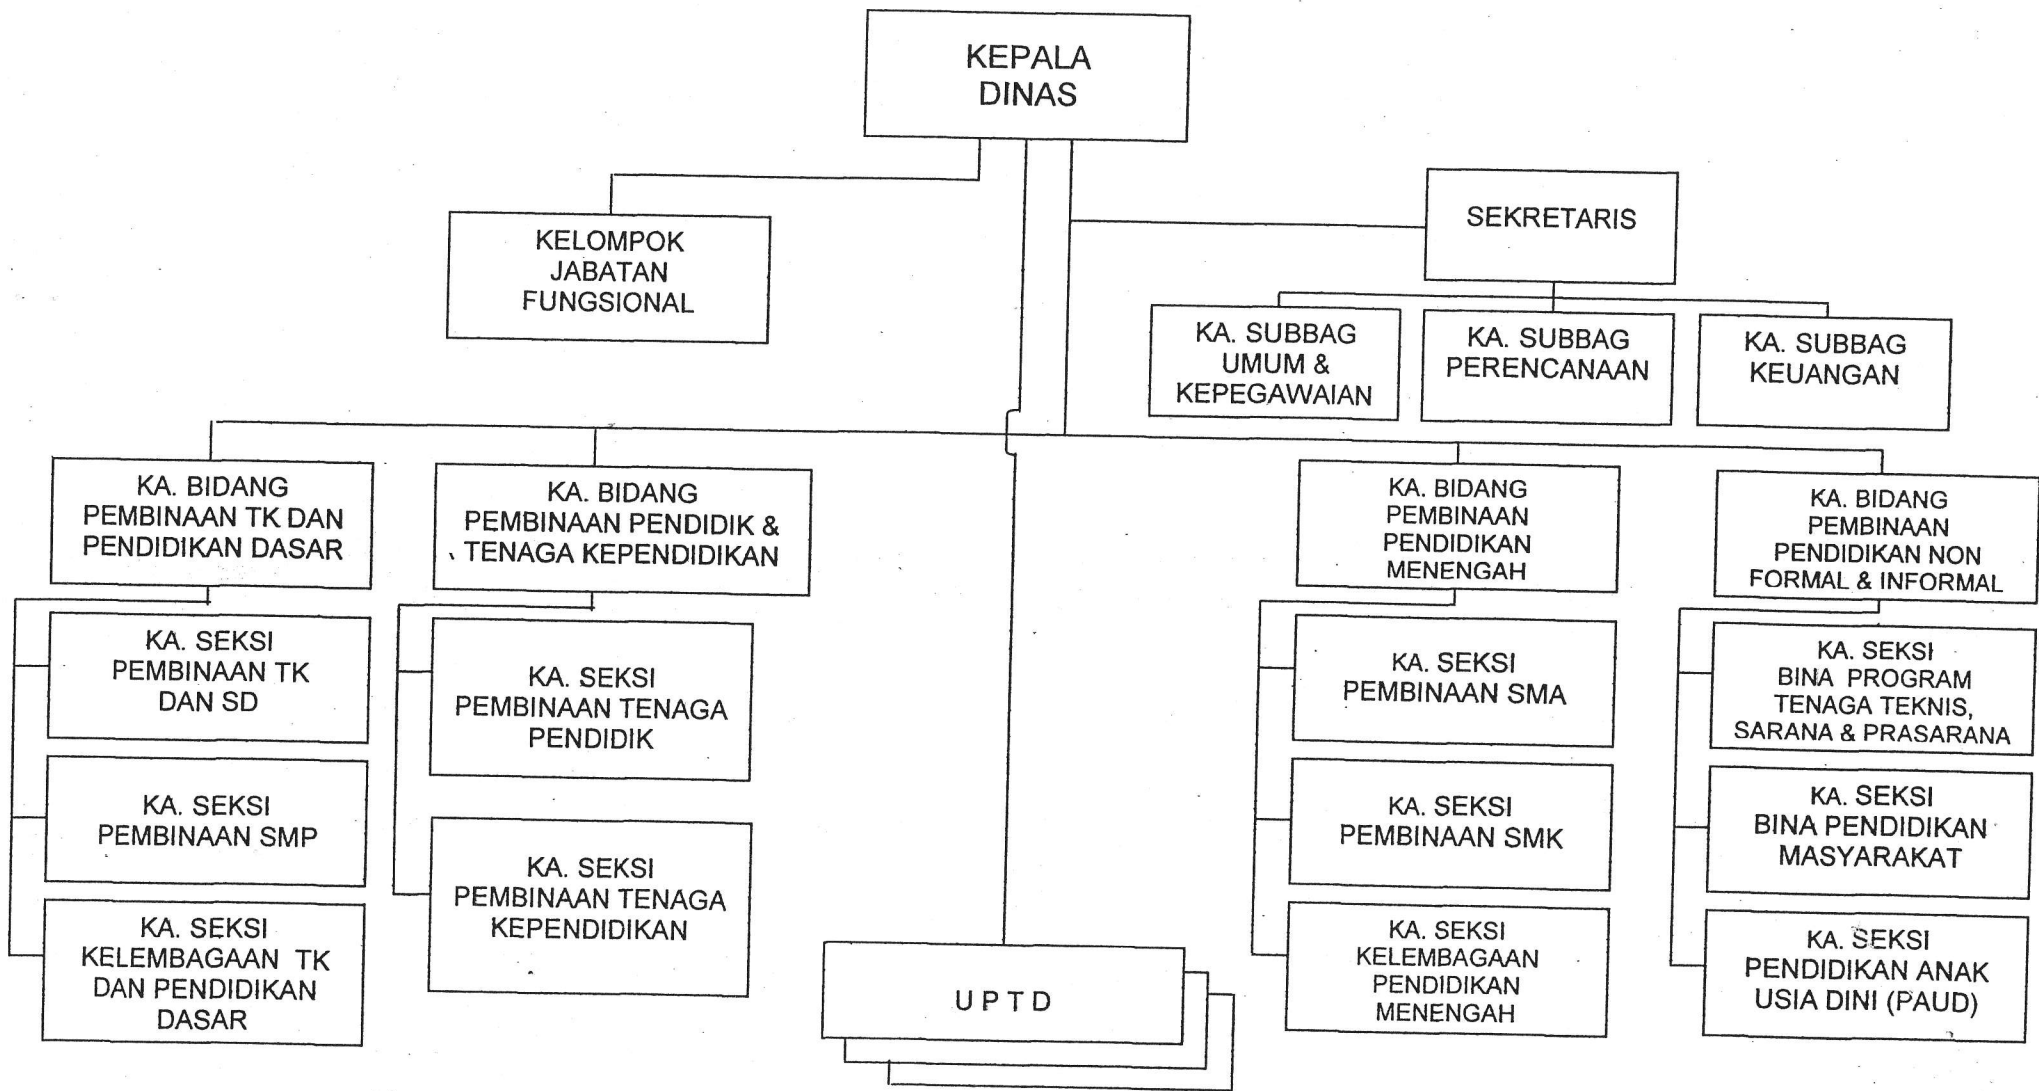 KEPALA
DINAS
SEKRETARIS
KELOMPOK
JABATAN
FUNGSIONAL
KA. SUBBAG
UMUM &
KEPEGAWAIAN
KA. SUBBAG
PERENCANAAN
KA. SUBBAG
KEUANGAN
KA. BIDANG
PEMBINAAN TK DAN
PENDIDIKAN DASAR
KA. BIDANG
PEMBINAAN PENDIDIK &
TENAGA KEPENDIDIKAN
KA. BIDANG
PEMBINAAN
PENDIDIKAN
MENENGAH
KA. BIDANG
PEMBINAAN
PENDIDIKAN NON
FORMAL & INFORMAL
KA. SEKSI
PEMBINAAN TK
DAN SD
KA. SEKSI
PEMBINAAN SMP
KA. SEKSI
KELEMBAGAAN TK
DAN PENDIDIKAN
DASAR
KA. SEKSI
PEMBINAAN TENAGA
PENDIDIK
KA. SEKSI
PEMBINAAN TENAGA
KEPENDIDIKAN
U P T D
KA. SEKSI
PEMBINAAN SMA
KA. SEKSI
PEMBINAAN SMK
KA. SEKSI
KELEMBAGAAN
PENDIDIKAN
MENENGAH
KA. SEKSI
BINA PROGRAM
TENAGA TEKNIS,
SARANA & PRASARANA
KA. SEKSI
BINA PENDIDIKAN
MASYARAKAT
KA. SEKSI
PENDIDIKAN ANAK
USIA DINI (PAUD)